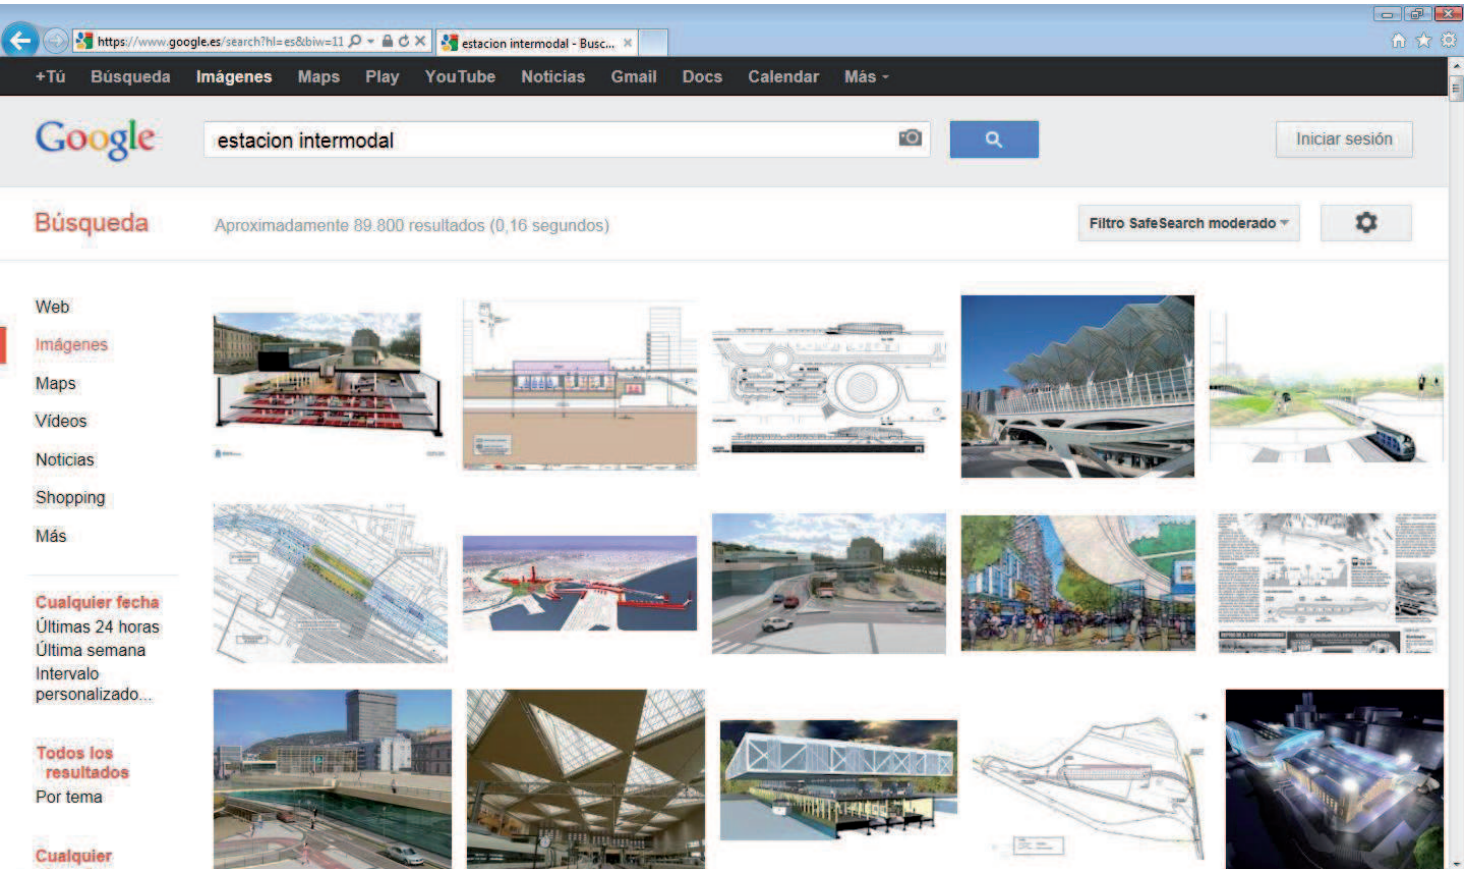 https://www.google.es/search?hl=es&biw=11
estacion intermodal - Busc...
+Tú Búsqueda Imágenes Maps Play YouTube Noticias Gmail Docs Calendar Más
Google
estacion intermodal
Iniciar sesión
Búsqueda
Aproximadamente 89.800 resultados (0,16 segundos)
Filtro SafeSearch moderado
Web
Imágenes
Maps
Vídeos
Noticias
Shopping
Más
Cualquier fecha
Últimas 24 horas
Última semana
Intervalo
personalizado...
Todos los
resultados
Por tema
Cualquier